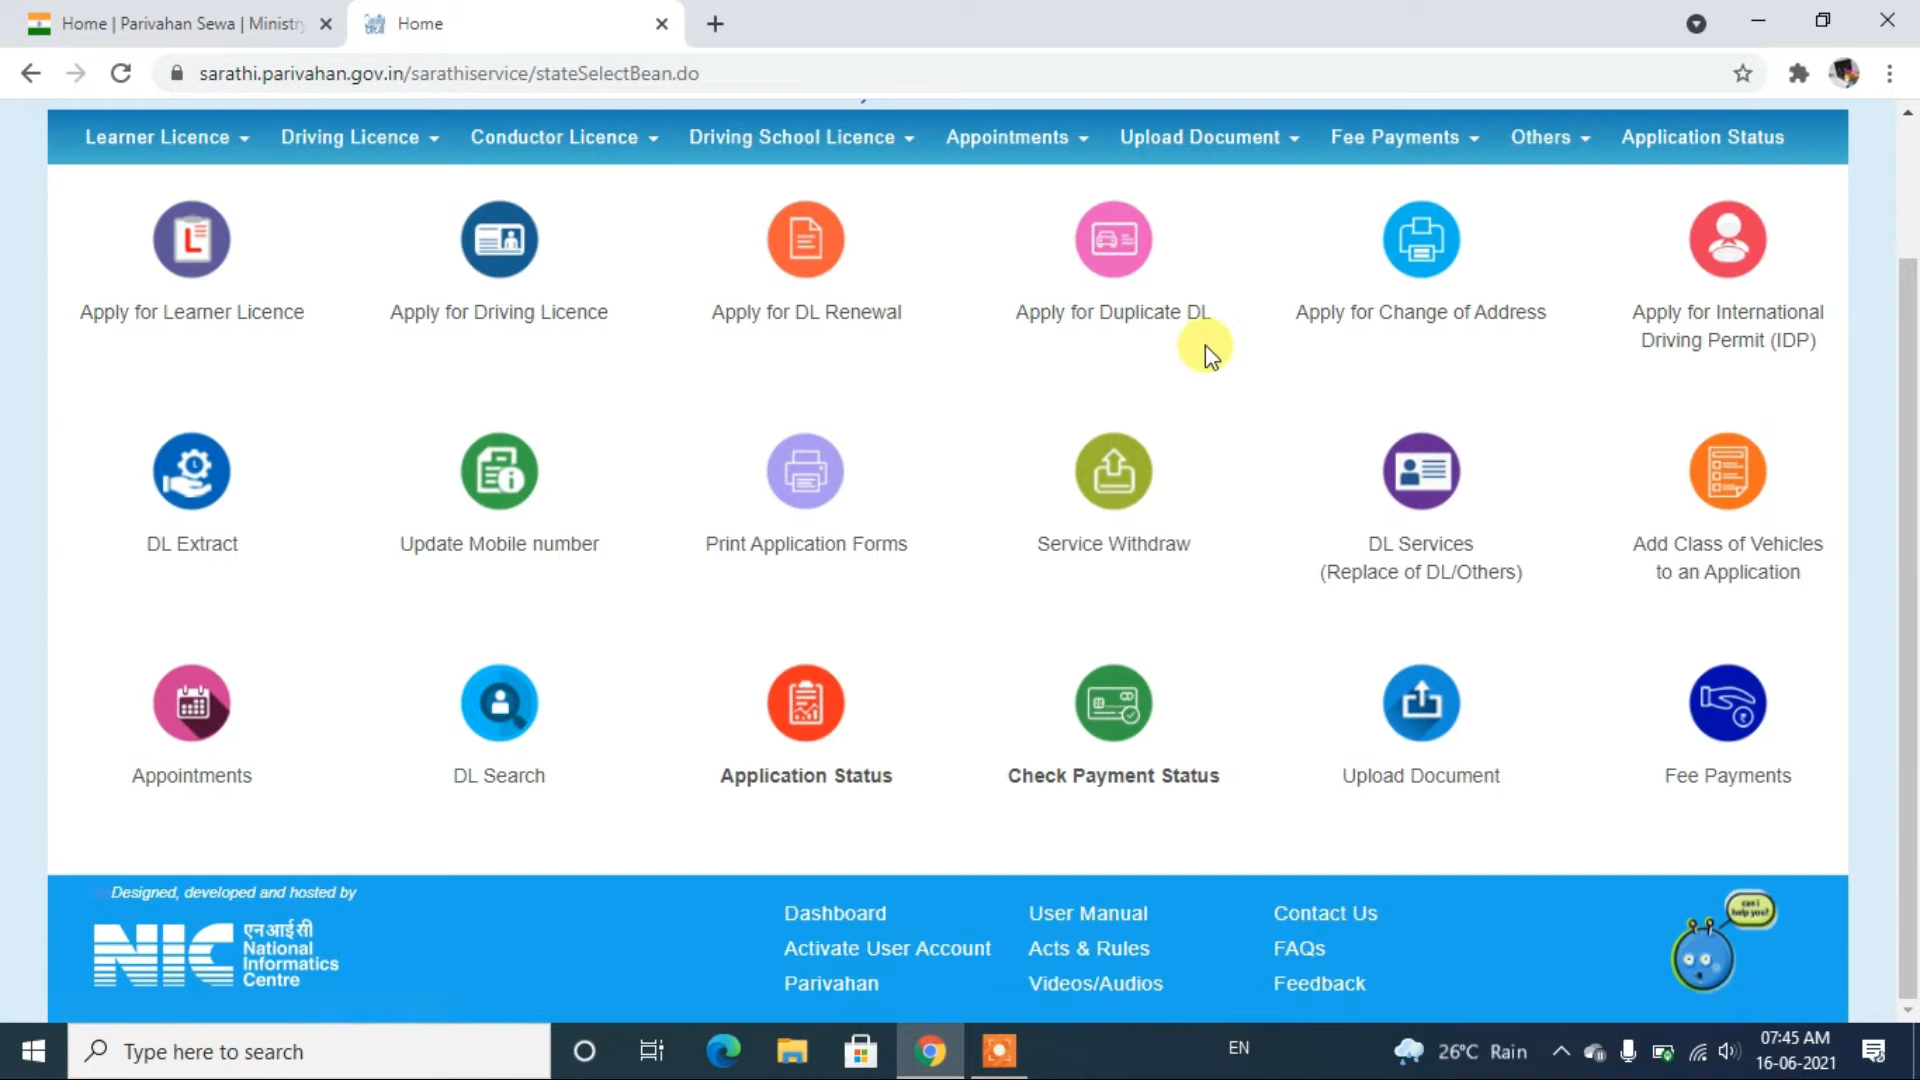 Home | Parivahan Sewa | Ministry
Home
sarathi.parivahan.gov.in/sarathiservice/stateSelectBean.do
Learner Licence
Driving Licence
Conductor Licence
Driving School Licence
Appointments
Upload Document
Fee Payments
Others
Application Status
Apply for Learner Licence
Apply for Driving Licence
Apply for DL Renewal
Apply for Duplicate DL
Apply for Change of Address
Apply for International
Driving Permit (IDP)
DL Extract
Update Mobile number
Print Application Forms
Service Withdraw
DL Services
(Replace of DL/Others)
Add Class of Vehicles
to an Application
Appointments
DL Search
Application Status
Check Payment Status
Upload Document
Fee Payments
Designed, developed and hosted by
NIC
एन आई सी
National
Informatics
Centre
Dashboard
User Manual
Contact Us
Activate User Account
Acts & Rules
FAQs
Parivahan
Videos/Audios
Feedback
can i
help you?
Type here to search
EN
26°C Rain
07:45 AM
16-06-2021